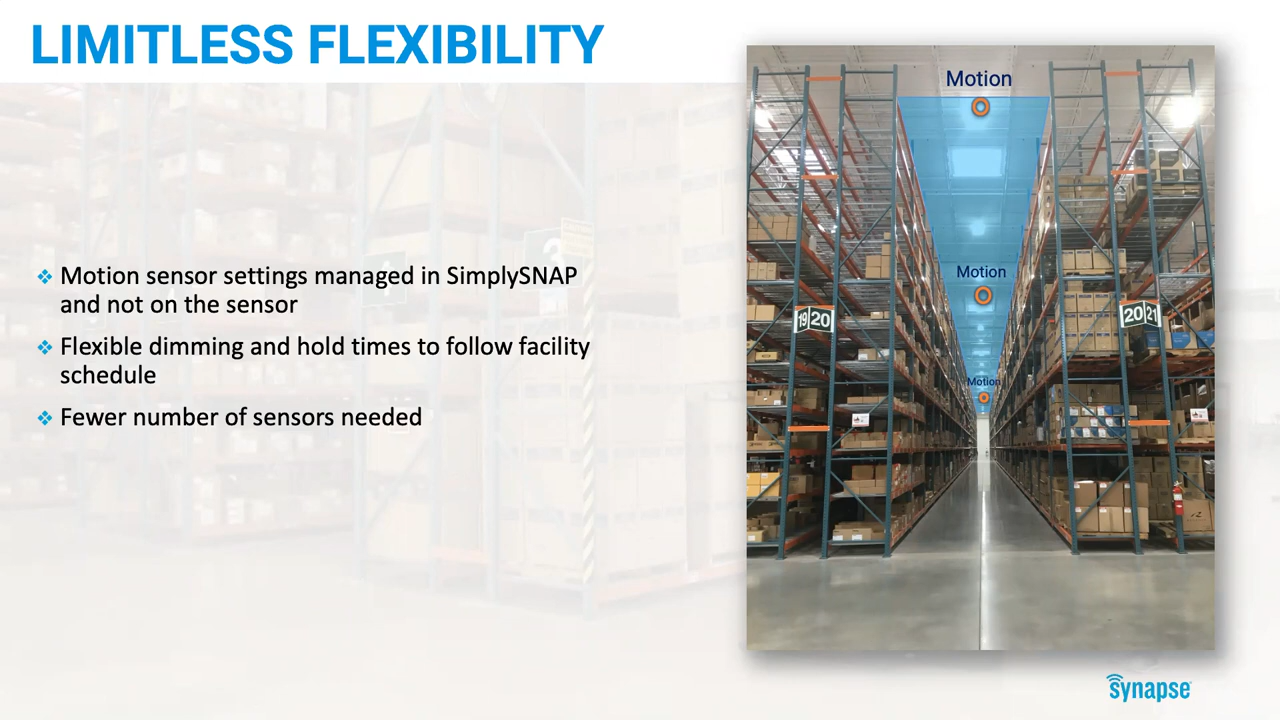 LIMITLESS FLEXIBILITY
Motion
Motion
19 20
20 21
Motion
❖ Motion sensor settings managed in SimplySNAP
and not on the sensor
❖ Flexible dimming and hold times to follow facility
schedule
❖ Fewer number of sensors needed
synapse